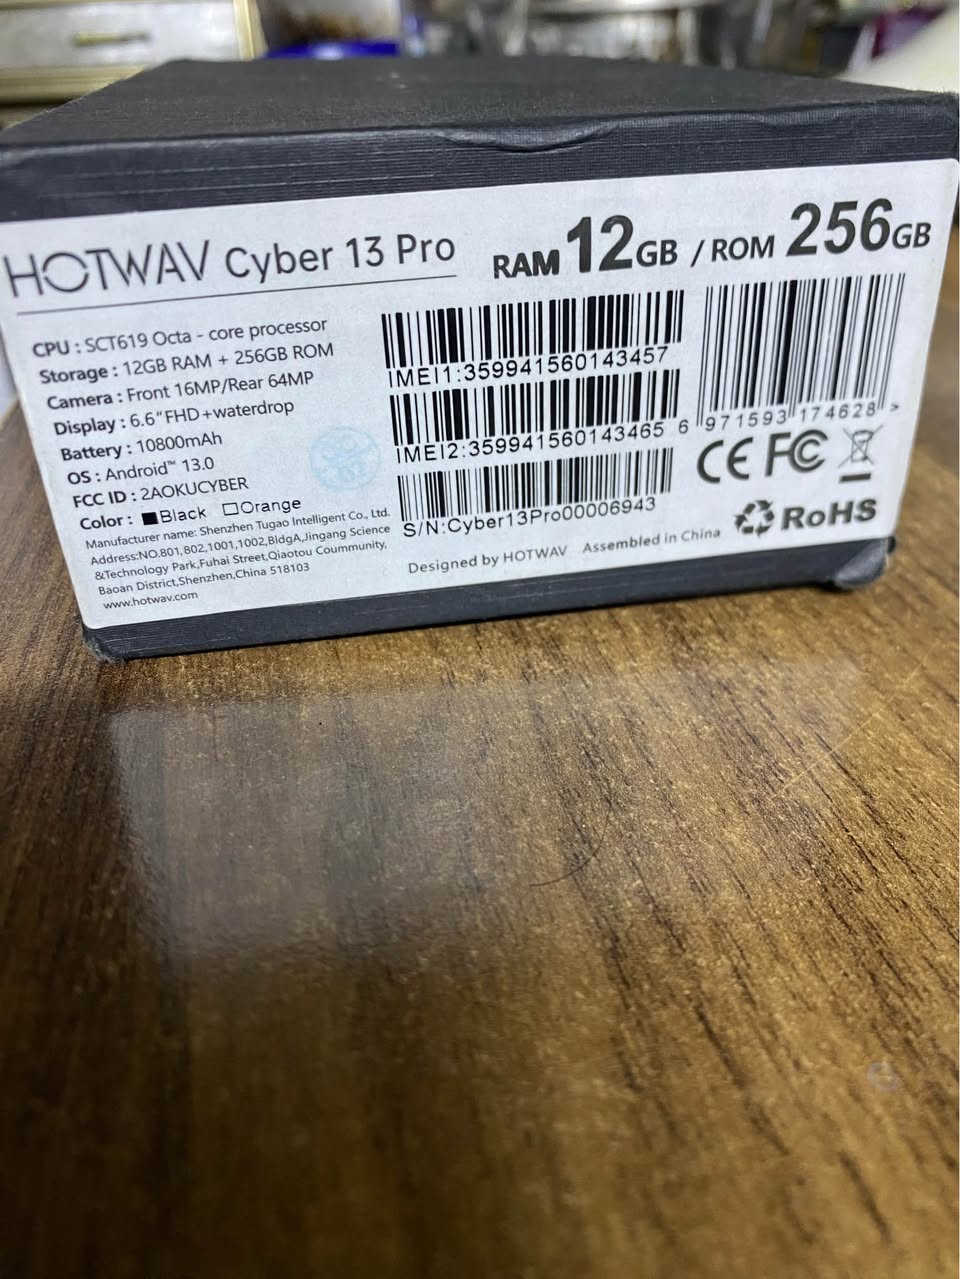 HOTWAV Cyber 13 Pro RAM 12GB / ROM 256GB
CPU : SCT619 Octa - core processor
Storage : 12GB RAM + 256GB ROM
Camera : Front 16MP/Rear 64MP
Display : 6.6" FHD+waterdrop
Battery : 10800mAh
OS : Android™ 13.0
FCC ID : 2AOKUCYBER
Color : ■Black □Orange
Manufacturer name: Shenzhen Tugao Intelligent Co., Ltd.
Address:NO.801,802,1001,1002,BldgA,Jingang Science
&Technology Park,Fuhai Street,Qiaotou Coummunity,
Baoan District,Shenzhen,China 518103
www.hotwav.com
IMEI1:359941560143457
IMEI2:359941560143465
S/N:Cyber13Pro00006943
Designed by HOTWAV Assembled in China
6 971593 174628 >
CE FC
RoHS